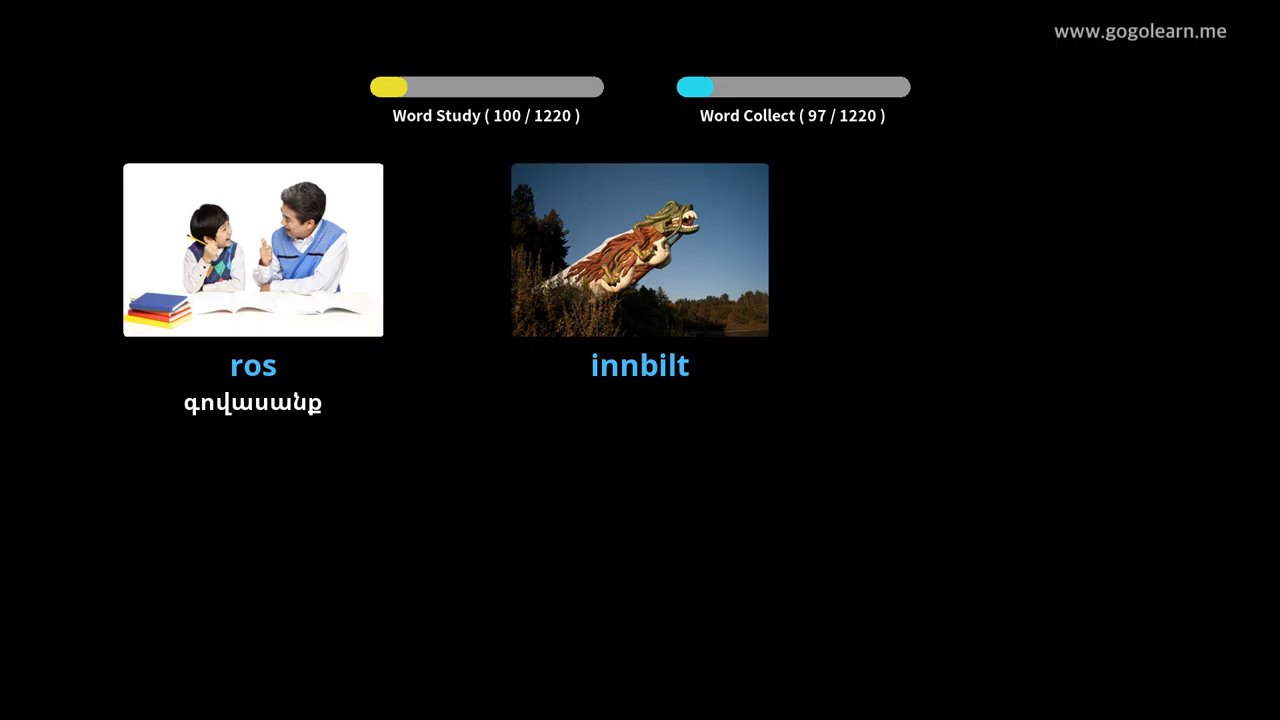 www.gogolearn.me
Word Study ( 100 / 1220 )
Word Collect ( 97 / 1220 )
ros
innbilt
գովասանք